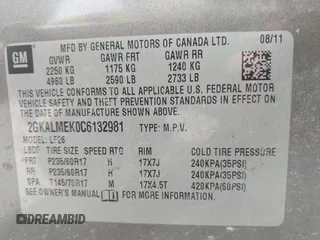 GM
MFD BY GENERAL MOTORS OF CANADA LTD. 08/11
GVWR GAWR FRT GAWR RR
2250 KG 1175 KG 1240 KG
4960 LB 2590 LB 2733 LB
THIS VEHICLE CONFORMS TO ALL APPLICABLE U.S. FEDERAL
MOTOR VEHICLE SAFETY AND THEFT PREVENTION STANDARDS IN EFFECT
ON THE DATE OF MANUFACTURE SHOWN ABOVE.
2GKALMEK0C6132981 TYPE: M.P.V.
MODEL: LF26
TIRE SIZE SPEED RTG RIM COLD TIRE PRESSURE
FRT P235/60R17 H 17X7J 240KPA(35PSI)
RR P235/60R17 H 17X7J 240KPA(35PSI)
SPA T145/70R17 M 17X4.5T 420KPA(60PSI)
SEE OWNER'S MANUAL FOR ADDITIONAL INFORMATION.
DREAMBID